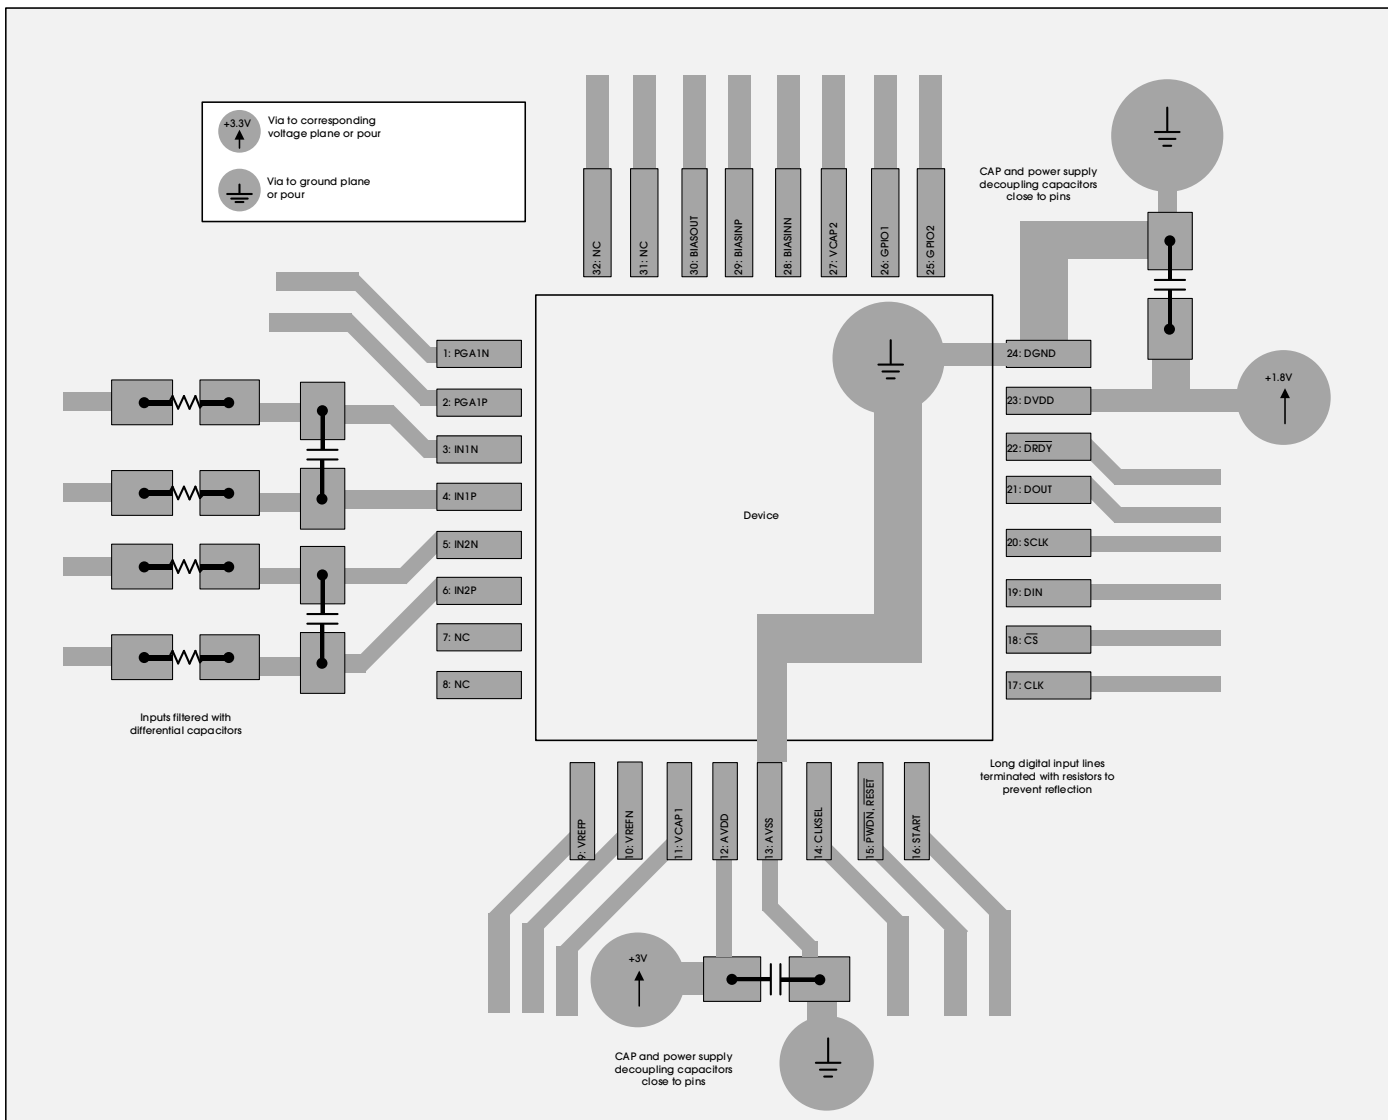 +3.3V
Via to corresponding
voltage plane or pour
Via to ground plane
or pour
32: NC
31: NC
30: BIASOUT
29: BIASINP
28: BIASINN
27: VCAP2
26: GPIO1
25: GPIO2
CAP and power supply
decoupling capacitors
close to pins
1: PGA1N
2: PGA1P
3: IN1N
4: IN1P
5: IN2N
6: IN2P
7: NC
8: NC
Inputs filtered with
differential capacitors
Device
24: DGND
23: DVDD
22: DRDY
21: DOUT
20: SCLK
19: DIN
18: CS
17: CLK
+1.8V
Long digital input lines
terminated with resistors to
prevent reflection
9: VREFP
10: VREFN
11: VCAP1
12: AVDD
13: AVSS
14: CLKSEL
15: PWDN, RESET
16: START
+3V
CAP and power supply
decoupling capacitors
close to pins